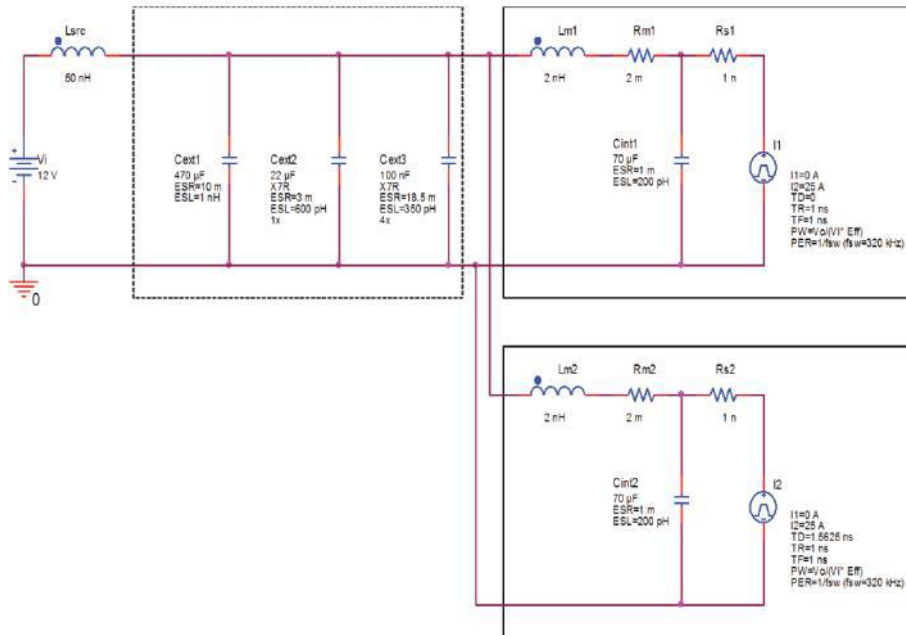 Lsrc
50 nH
Vi
12 V
0
Cext1
470 µF
ESR=10 m
ESL=1 nH
Cext2
22 µF
X7R
ESR=3 m
ESL=600 pH
1x
Cext3
100 nF
X7R
ESR=18.5 m
ESL=350 pH
4x
Lm1
2 nH
Rm1
2 m
Rs1
1 n
Cint1
70 µF
ESR=1 m
ESL=200 pH
I1
I1=0 A
I2=25 A
TD=0
TR=1 ns
TF=1 ns
PW=Vo/(Vi* Eff)
PER=1/fsw (fsw=320 kHz)
Lm2
2 nH
Rm2
2 m
Rs2
1 n
Cint2
70 µF
ESR=1 m
ESL=200 pH
I2
I1=0 A
I2=25 A
TD=1.5625 ns
TR=1 ns
TF=1 ns
PW=Vo/(Vi* Eff)
PER=1/fsw (fsw=320 kHz)